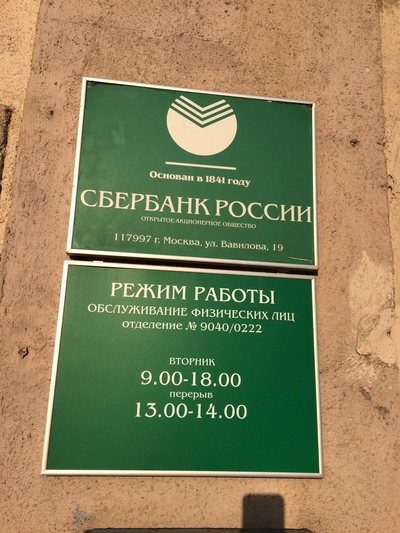 Основан в 1841 году
СБЕРБАНК РОССИИ
ОТКРЫТОЕ АКЦИОНЕРНОЕ ОБЩЕСТВО
117997 г. Москва, ул. Вавилова, 19
РЕЖИМ РАБОТЫ
ОБСЛУЖИВАНИЕ ФИЗИЧЕСКИХ ЛИЦ
отделение № 9040/0222
ВТОРНИК
9.00-18.00
перерыв
13.00-14.00